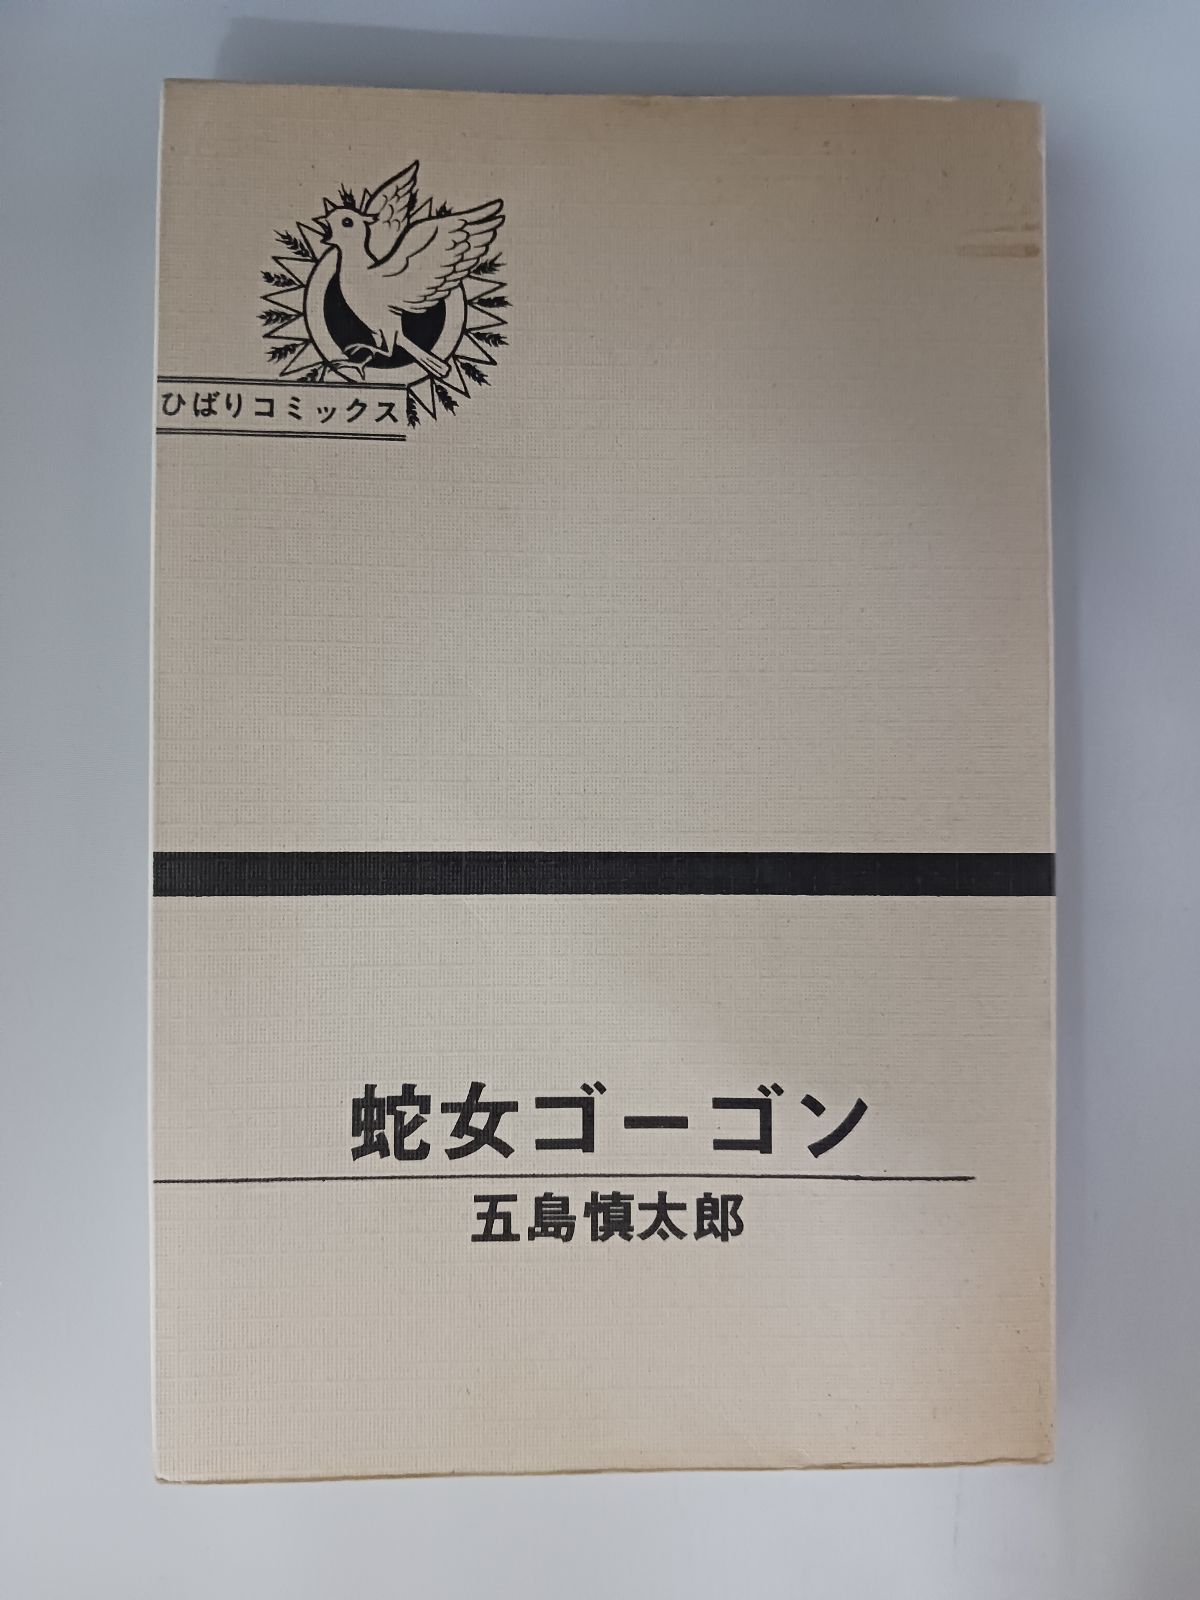 ひばりコミックス
蛇女ゴーゴン
五島慎太郎